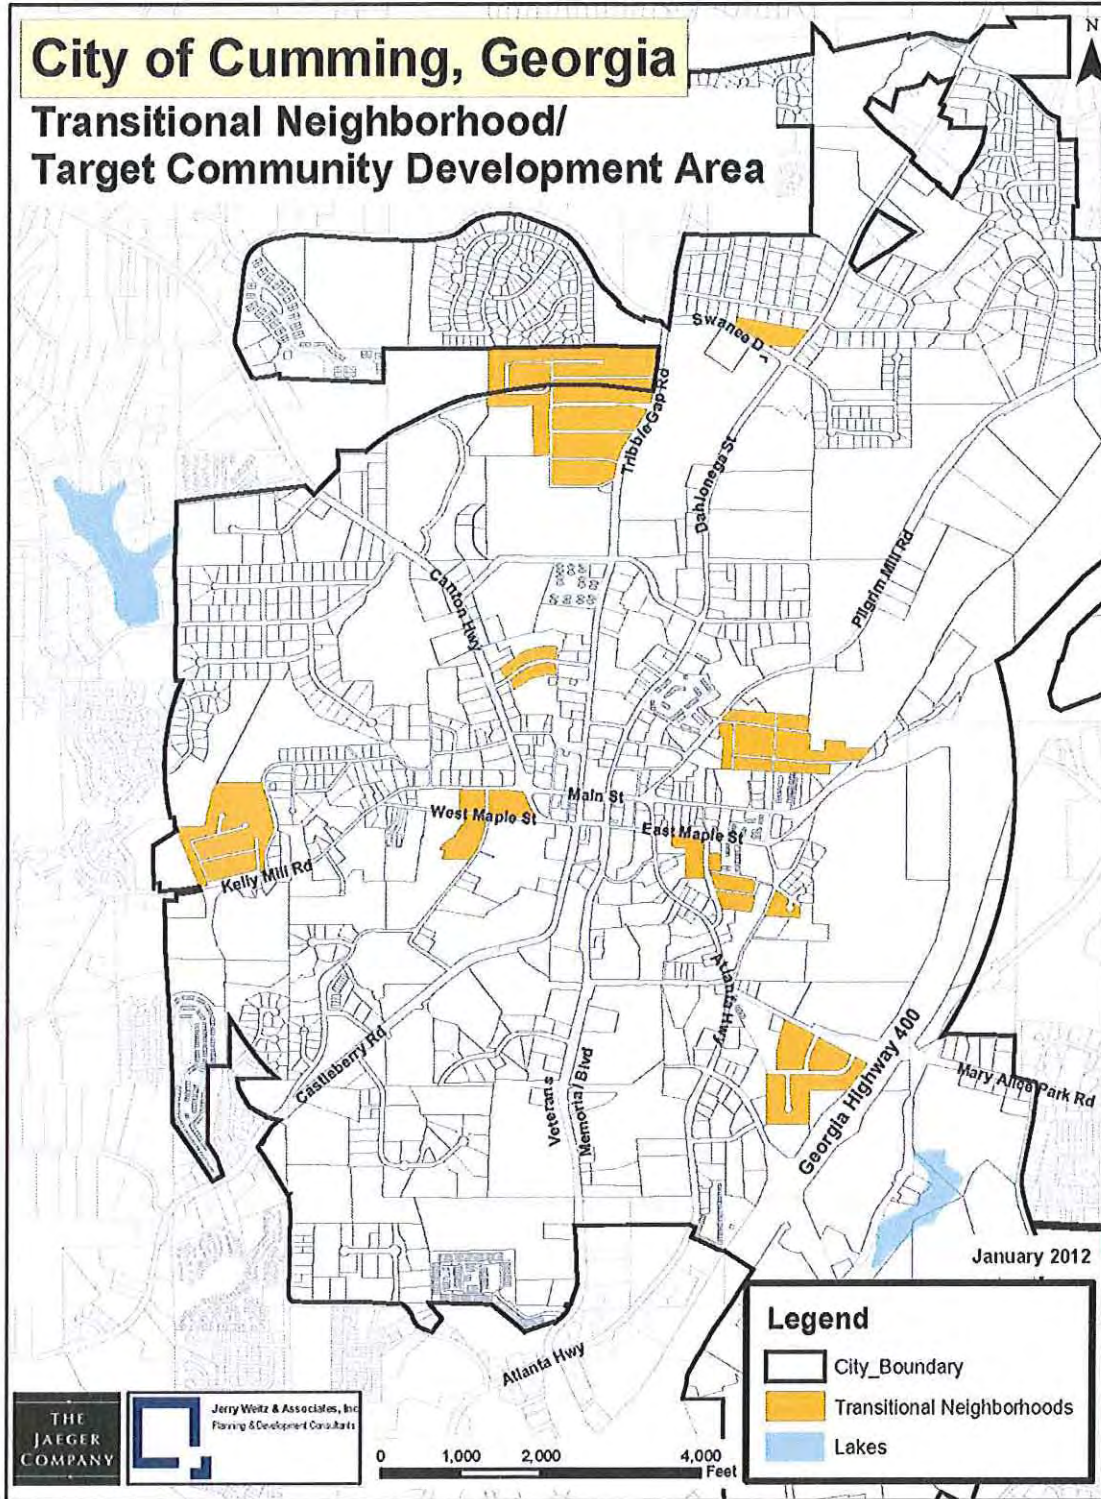 City of Cumming, Georgia
Transitional Neighborhood/
Target Community Development Area
N
Swanee D
r
Tribble Gap Rd
Dahlonega St
Pilgrim Mill Rd
Canton Hwy
Main St
West Maple St
East Maple St
Kelly Mill Rd
Atlanta Hwy
Georgia Highway 400
Castleberry Rd
Veterans
Memorial Blvd
Mary Alice Park Rd
January 2012
Legend
City_Boundary
Transitional Neighborhoods
Lakes
Atlanta Hwy
THE
JAEGER
COMPANY
Jerry Weitz & Associates, Inc
Planning & Development Consultants
0 1,000 2,000 4,000
Feet